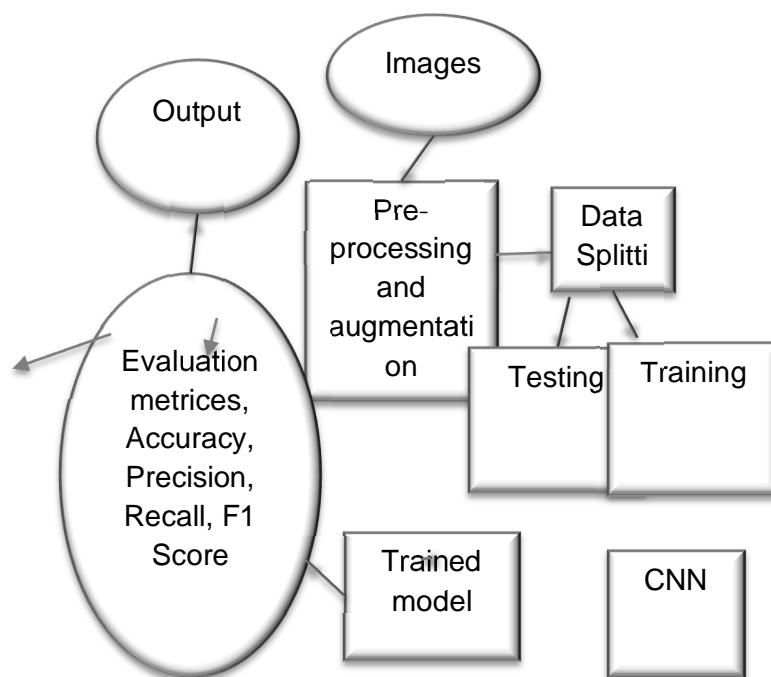 Images
Output
Pre-
processing
and
augmentati
on
Data
Splitti
Testing
Training
Evaluation
metrices,
Accuracy,
Precision,
Recall, F1
Score
Trained
model
CNN